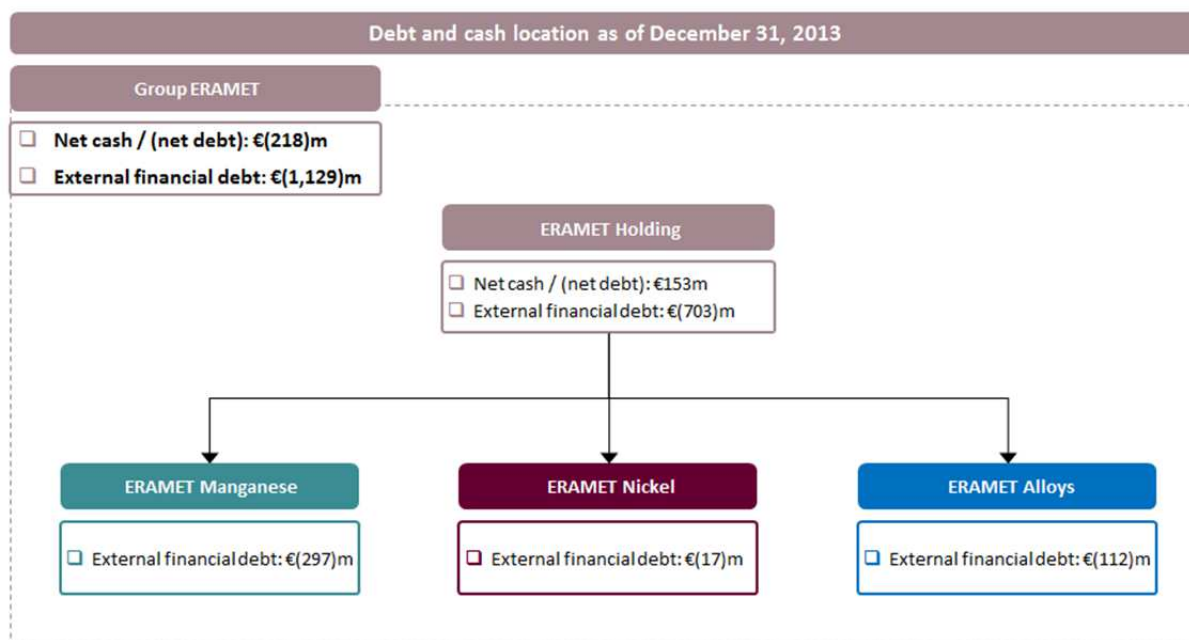 Debt and cash location as of December 31, 2013
Group ERAMET
❑ Net cash / (net debt): €(218)m
❑ External financial debt: €(1,129)m
ERAMET Holding
❑ Net cash / (net debt): €153m
❑ External financial debt: €(703)m
ERAMET Manganese
ERAMET Nickel
ERAMET Alloys
❑ External financial debt: €(297)m
❑ External financial debt: €(17)m
❑ External financial debt: €(112)m